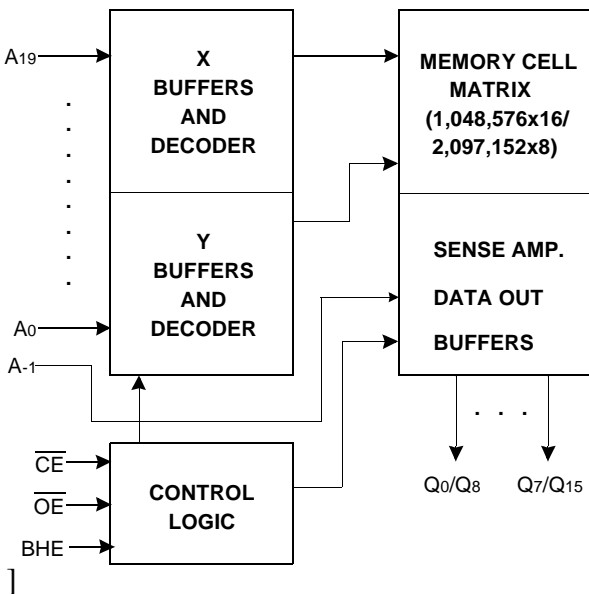 A19
X
BUFFERS
AND
DECODER
MEMORY CELL
MATRIX
(1,048,576x16/
2,097,152x8)
Y
BUFFERS
AND
DECODER
SENSE AMP.
DATA OUT
BUFFERS
A0
A-1
. . .
CE
OE
BHE
CONTROL
LOGIC
Q0/Q8 Q7/Q15
]